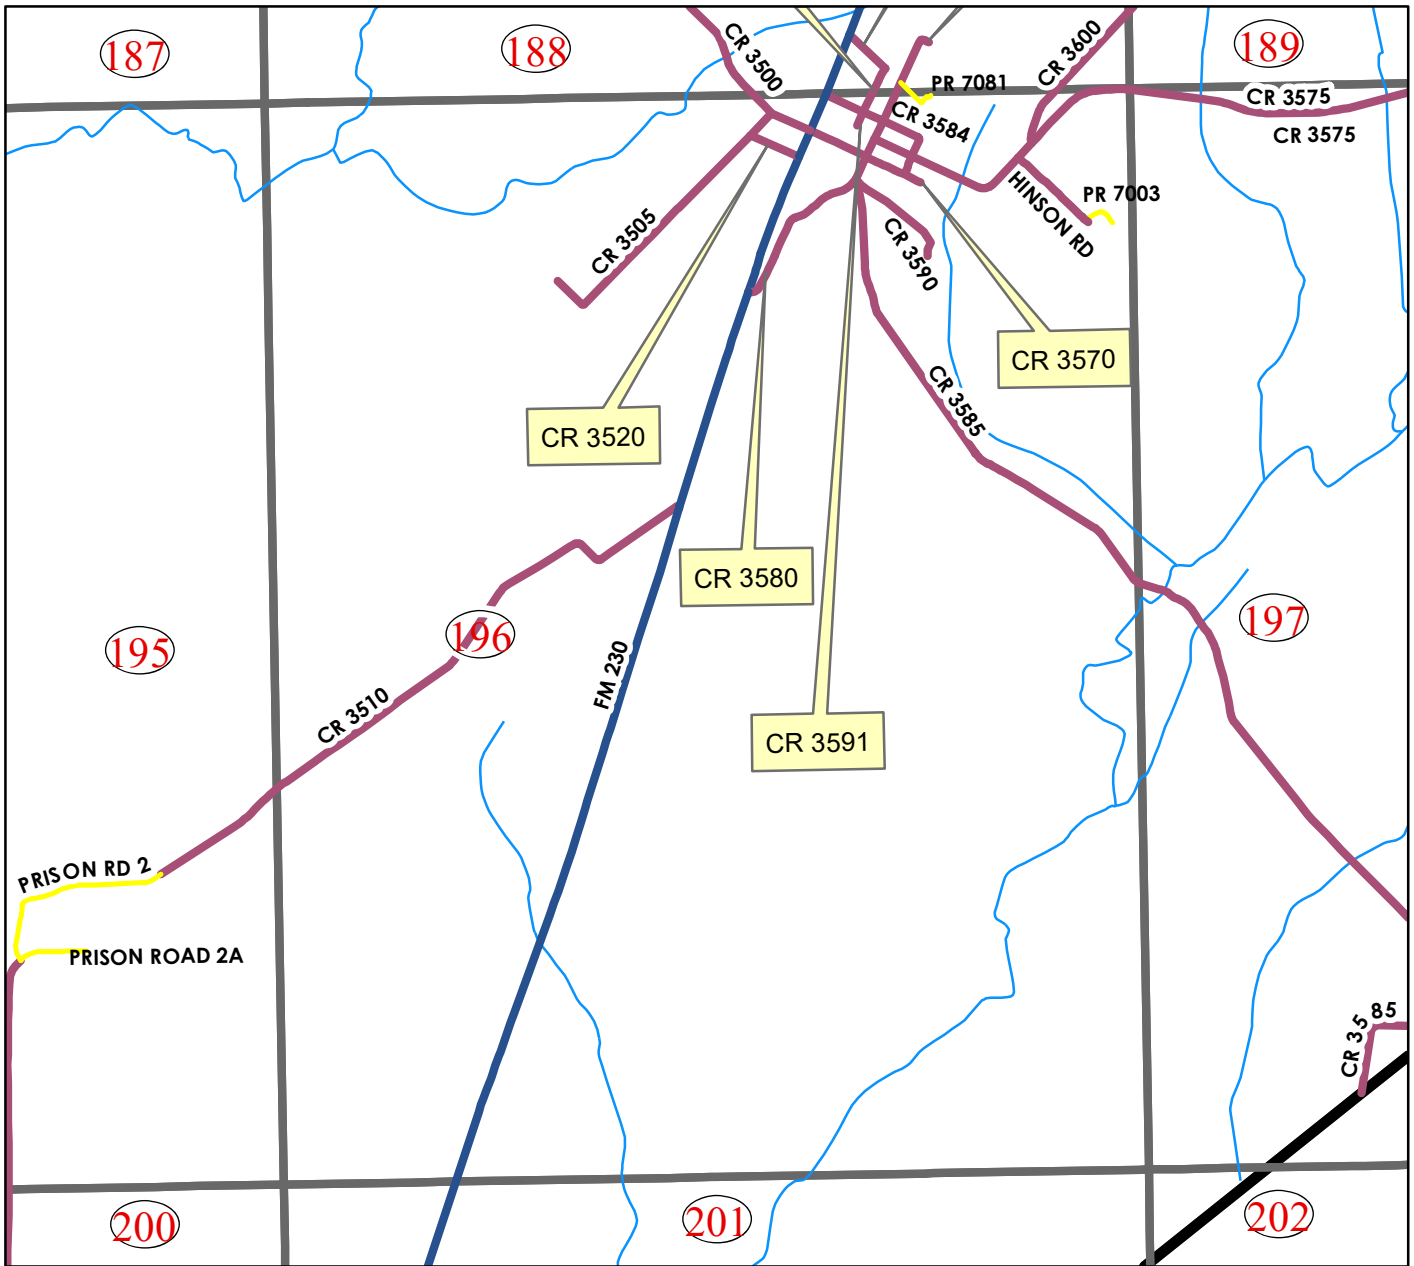 187
188
189
CR 3500
CR 3600
PR 7081
CR 3584
CR 3575
CR 3575
HINSON RD
PR 7003
CR 3505
CR 3590
CR 3570
CR 3585
CR 3520
CR 3580
195
196
197
FM 230
CR 3510
CR 3591
PRISON RD 2
PRISON ROAD 2A
CR 3585
200
201
202